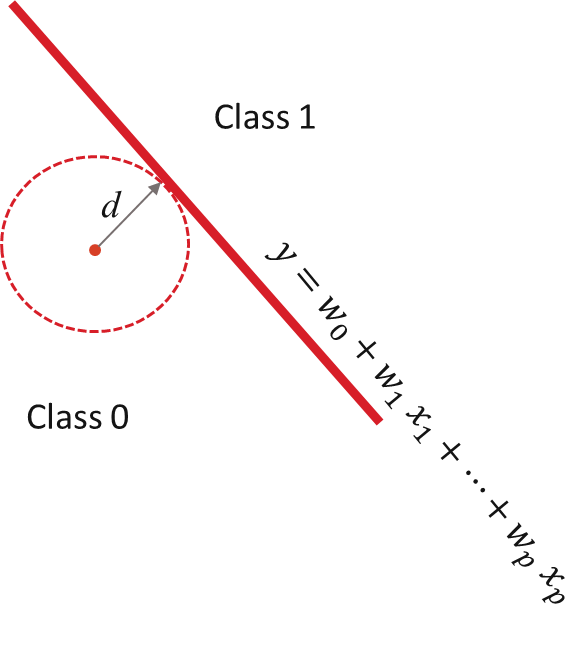 Class 1
d
y = w₀ + w₁ x₁ + ... + wₚ xₚ
Class 0